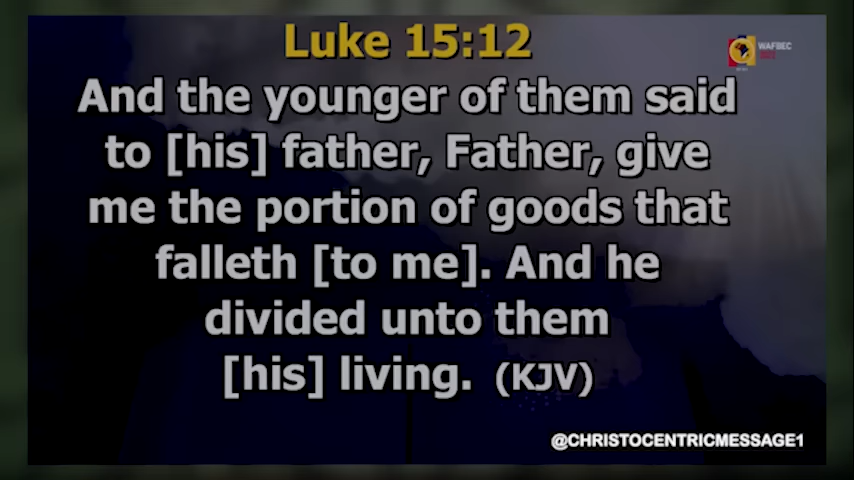 Luke 15:12
WAFBEC
And the younger of them said
to [his] father, Father, give
me the portion of goods that
falleth [to me]. And he
divided unto them
[his] living. (KJV)
@CHRISTOCENTRICMESSAGE1